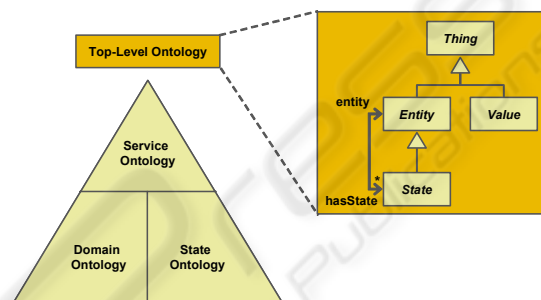 Top-Level Ontology
Service
Ontology
Domain
Ontology
State
Ontology
Thing
entity
Entity
Value
*
hasState
State